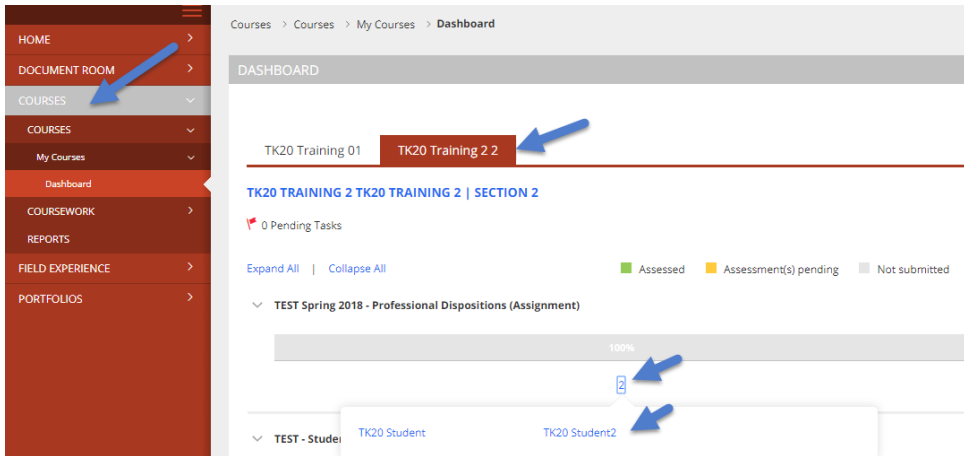 Courses > Courses > My Courses > Dashboard
HOME
DOCUMENT ROOM
COURSES
COURSES
My Courses
Dashboard
COURSEWORK
REPORTS
FIELD EXPERIENCE
PORTFOLIOS
DASHBOARD
TK20 Training 01 TK20 Training 2 2
TK20 TRAINING 2 TK20 TRAINING 2 | SECTION 2
0 Pending Tasks
Expand All | Collapse All
Assessed Assessment(s) pending Not submitted
TEST Spring 2018 - Professional Dispositions (Assignment)
100%
2
TK20 Student TK20 Student2
TEST - Stude